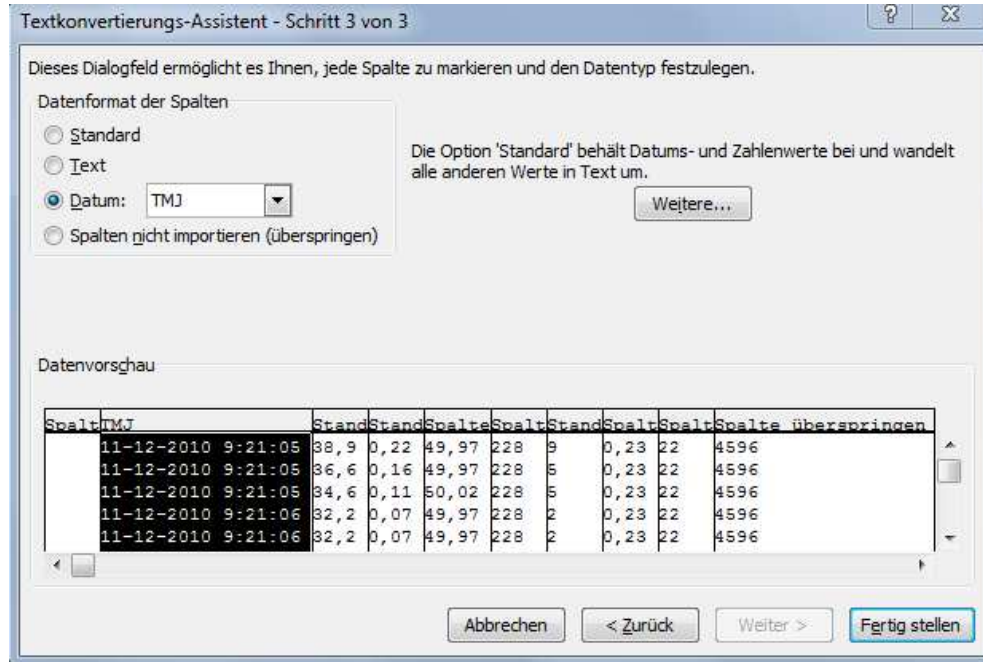 Textkonvertierungs-Assistent - Schritt 3 von 3
Dieses Dialogfeld ermöglicht es Ihnen, jede Spalte zu markieren und den Datentyp festzulegen.
Datenformat der Spalten
Standard
Text
Datum: TMJ
Spalten nicht importieren (überspringen)
Die Option 'Standard' behält Datums- und Zahlenwerte bei und wandelt
alle anderen Werte in Text um.
Weitere...
Datenvorschau
Spalt TMJ Stand Stand Spalte Spalt Stand Spalt Spalt Spalte überspringen
11-12-2010 9:21:05 38,9 0,22 49,97 228 9 0,23 22 4596
11-12-2010 9:21:05 36,6 0,16 49,97 228 5 0,23 22 4596
11-12-2010 9:21:05 34,6 0,11 50,02 228 5 0,23 22 4596
11-12-2010 9:21:06 32,2 0,07 49,97 228 2 0,23 22 4596
11-12-2010 9:21:06 32,2 0,07 49,97 228 2 0,23 22 4596
Abbrechen < Zurück Weiter > Fertig stellen